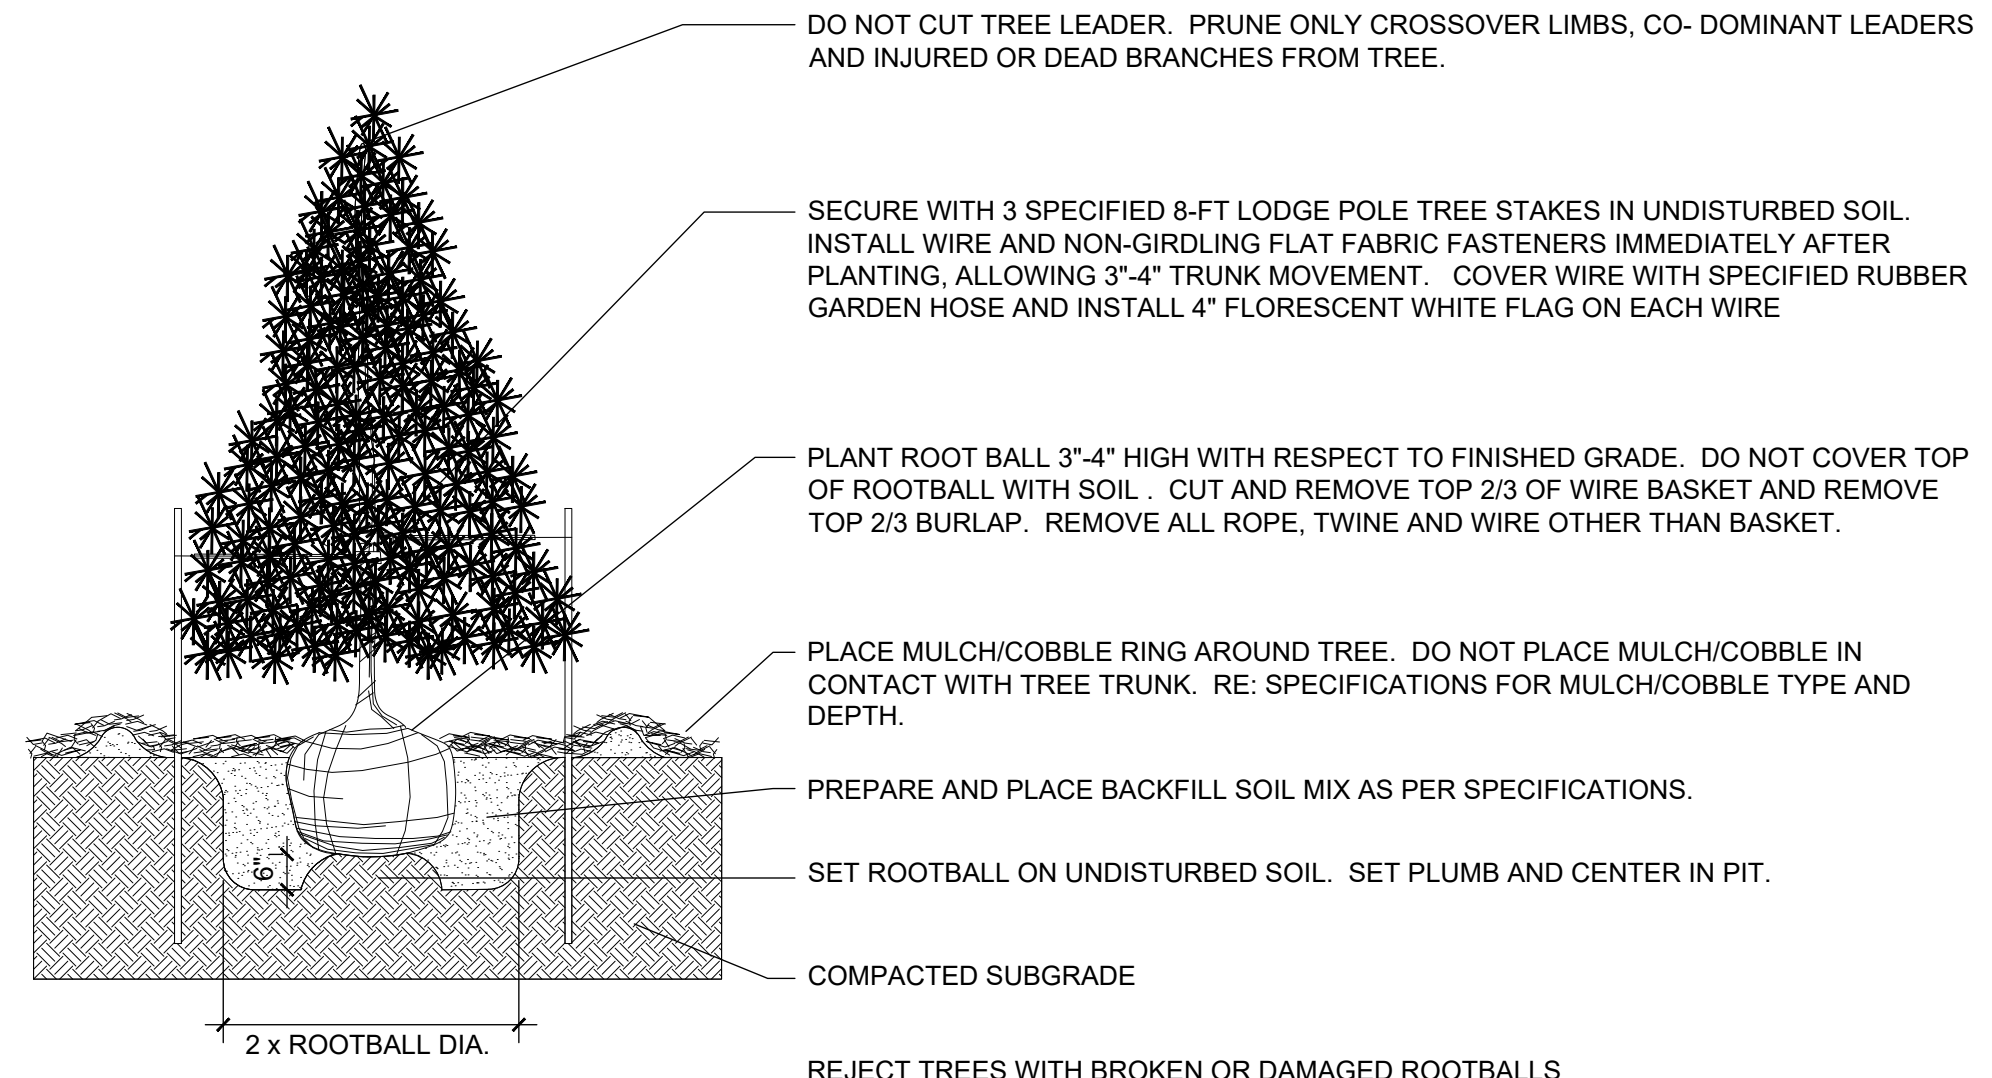 DO NOT CUT TREE LEADER. PRUNE ONLY CROSSOVER LIMBS, CO- DOMINANT LEADERS
AND INJURED OR DEAD BRANCHES FROM TREE.
SECURE WITH 3 SPECIFIED 8-FT LODGE POLE TREE STAKES IN UNDISTURBED SOIL.
INSTALL WIRE AND NON-GIRDLING FLAT FABRIC FASTENERS IMMEDIATELY AFTER
PLANTING, ALLOWING 3"-4" TRUNK MOVEMENT. COVER WIRE WITH SPECIFIED RUBBER
GARDEN HOSE AND INSTALL 4" FLORESCENT WHITE FLAG ON EACH WIRE
PLANT ROOT BALL 3"-4" HIGH WITH RESPECT TO FINISHED GRADE. DO NOT COVER TOP
OF ROOTBALL WITH SOIL . CUT AND REMOVE TOP 2/3 OF WIRE BASKET AND REMOVE
TOP 2/3 BURLAP. REMOVE ALL ROPE, TWINE AND WIRE OTHER THAN BASKET.
PLACE MULCH/COBBLE RING AROUND TREE. DO NOT PLACE MULCH/COBBLE IN
CONTACT WITH TREE TRUNK. RE: SPECIFICATIONS FOR MULCH/COBBLE TYPE AND
DEPTH.
PREPARE AND PLACE BACKFILL SOIL MIX AS PER SPECIFICATIONS.
6"
SET ROOTBALL ON UNDISTURBED SOIL. SET PLUMB AND CENTER IN PIT.
COMPACTED SUBGRADE
2 x ROOTBALL DIA.
REJECT TREES WITH BROKEN OR DAMAGED ROOTBALLS